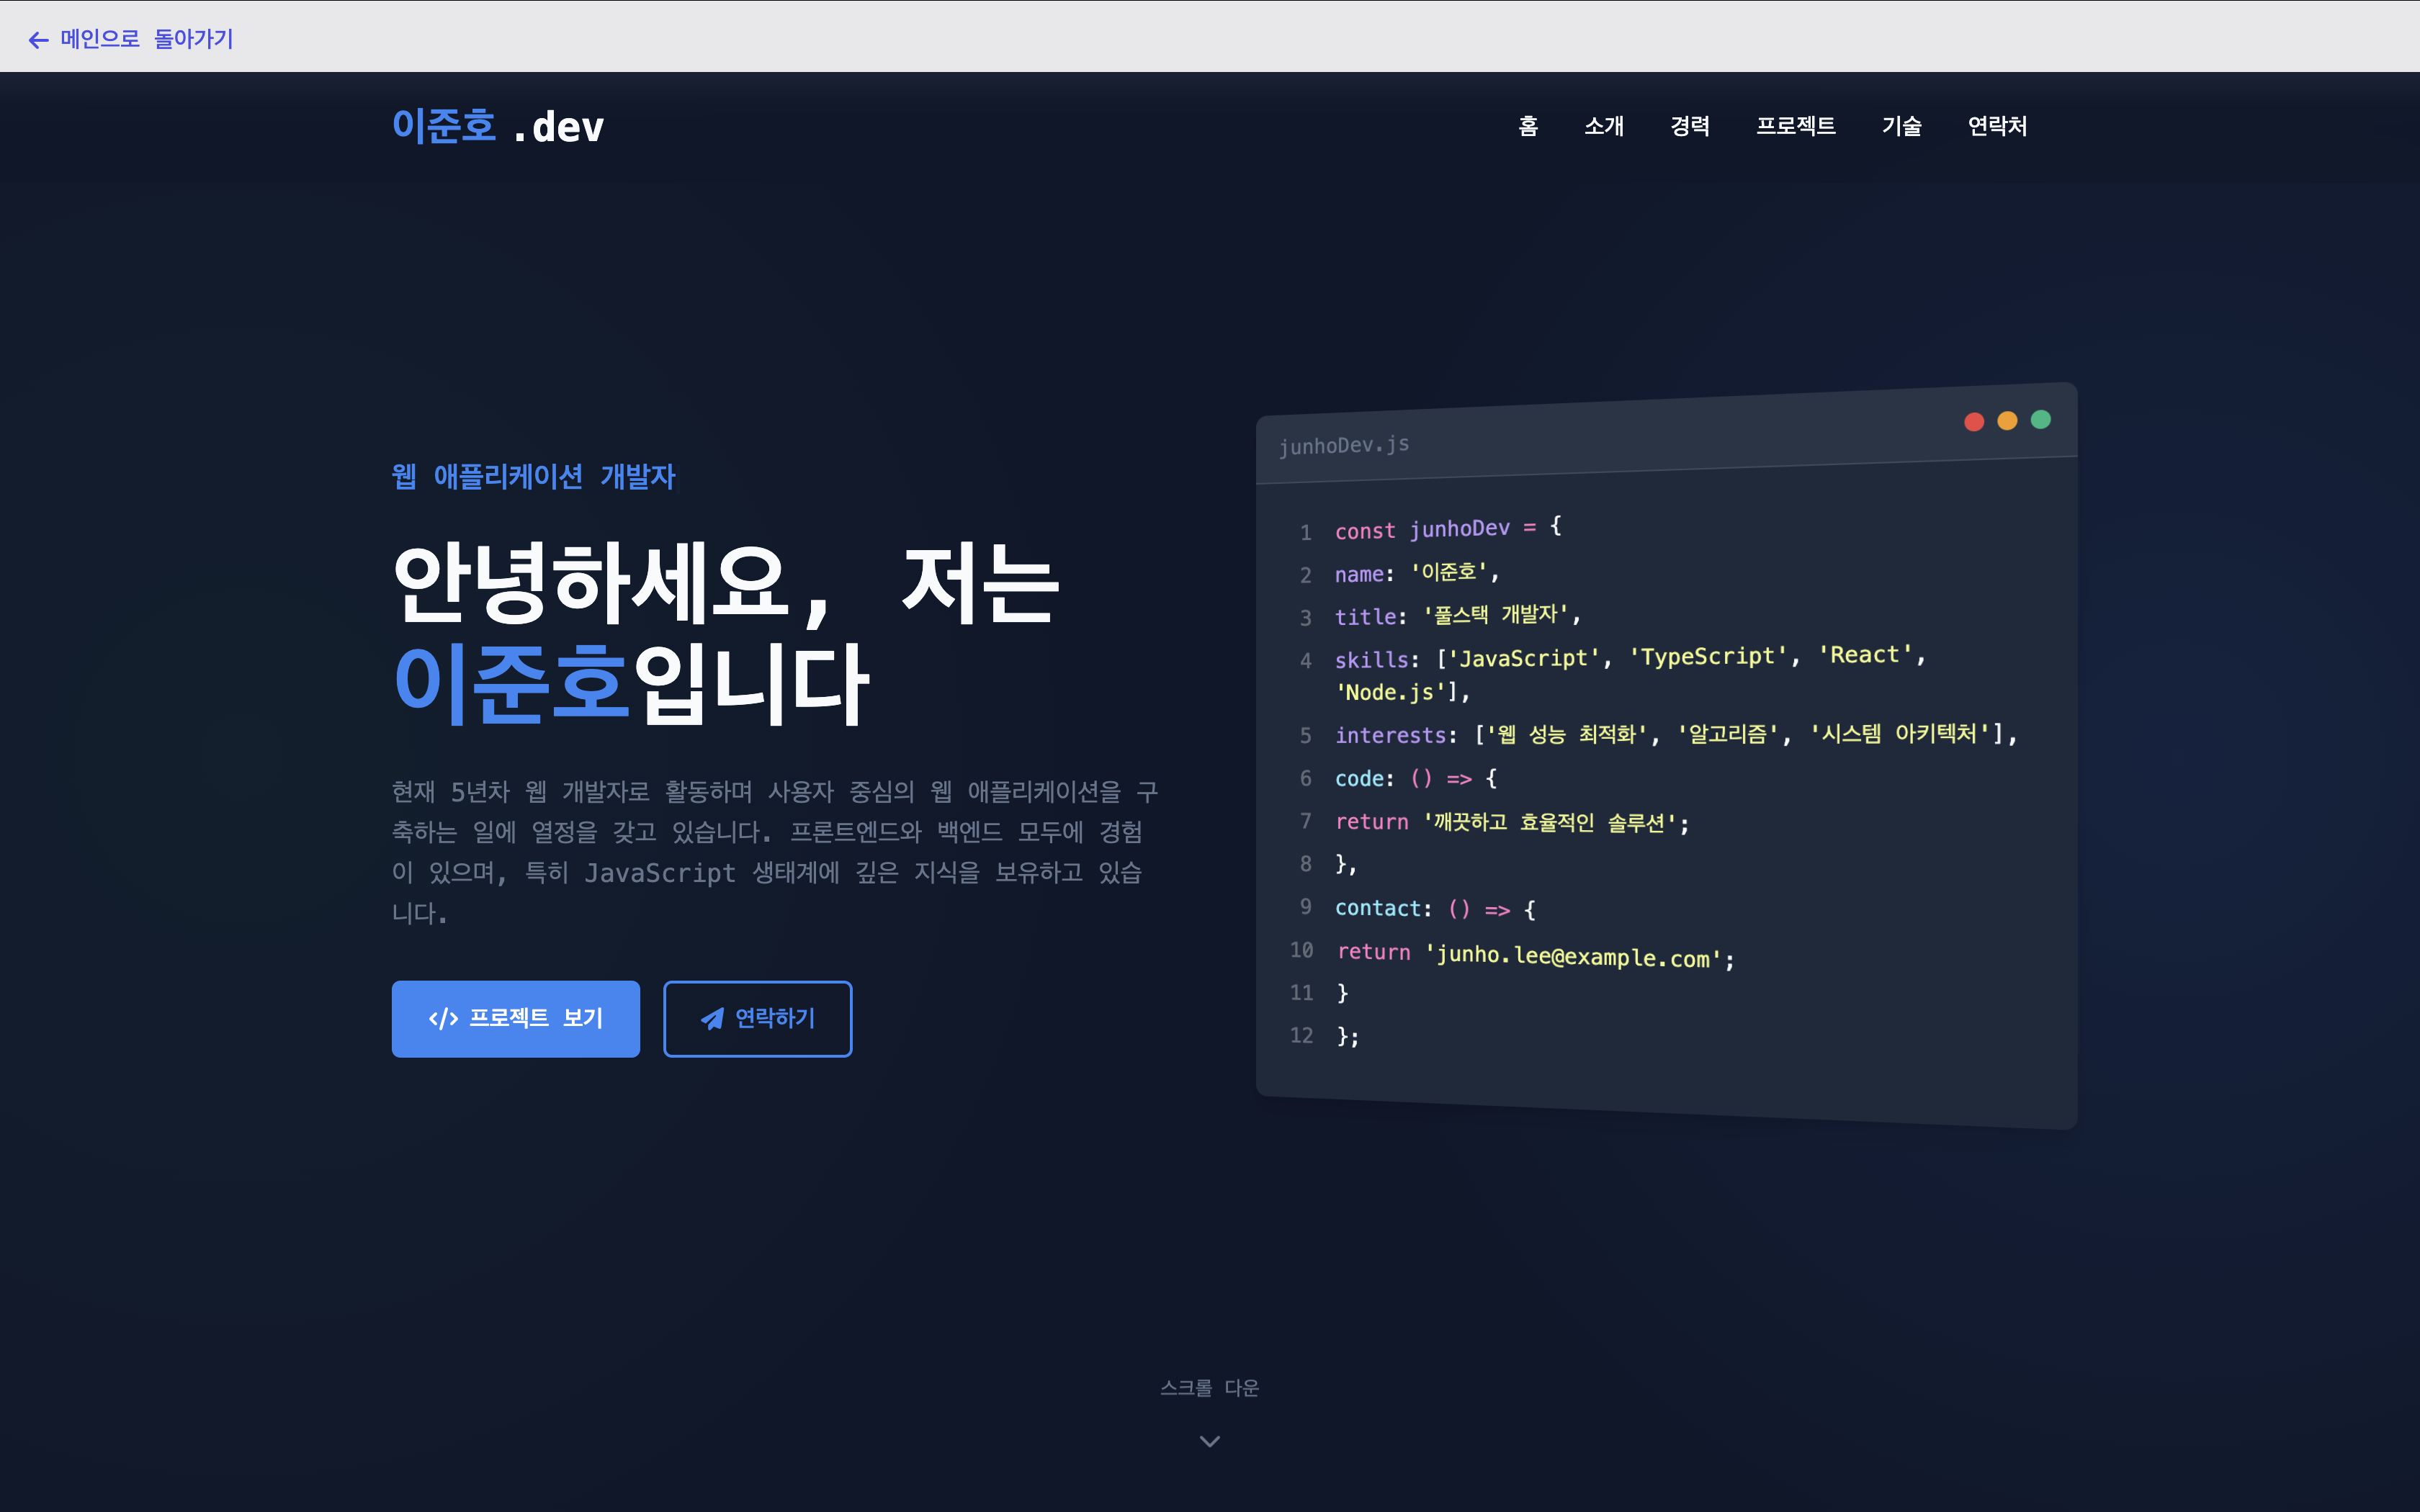 메인으로 돌아가기
이준호 .dev
홈 소개 경력 프로젝트 기술 연락처
웹 애플리케이션 개발자
안녕하세요, 저는
이준호입니다
현재 5년차 웹 개발자로 활동하며 사용자 중심의 웹 애플리케이션을 구
축하는 일에 열정을 갖고 있습니다. 프론트엔드와 백엔드 모두에 경험
이 있으며, 특히 JavaScript 생태계에 깊은 지식을 보유하고 있습
니다.
</> 프로젝트 보기
연락하기
junhoDev.js
1 const junhoDev = {
2 name: '이준호',
3 title: '풀스택 개발자',
4 skills: ['JavaScript', 'TypeScript', 'React',
'Node.js'],
5 interests: ['웹 성능 최적화', '알고리즘', '시스템 아키텍처'],
6 code: () => {
7 return '깨끗하고 효율적인 솔루션';
8 },
9 contact: () => {
10 return 'junho.lee@example.com';
11 }
12 };
스크롤 다운